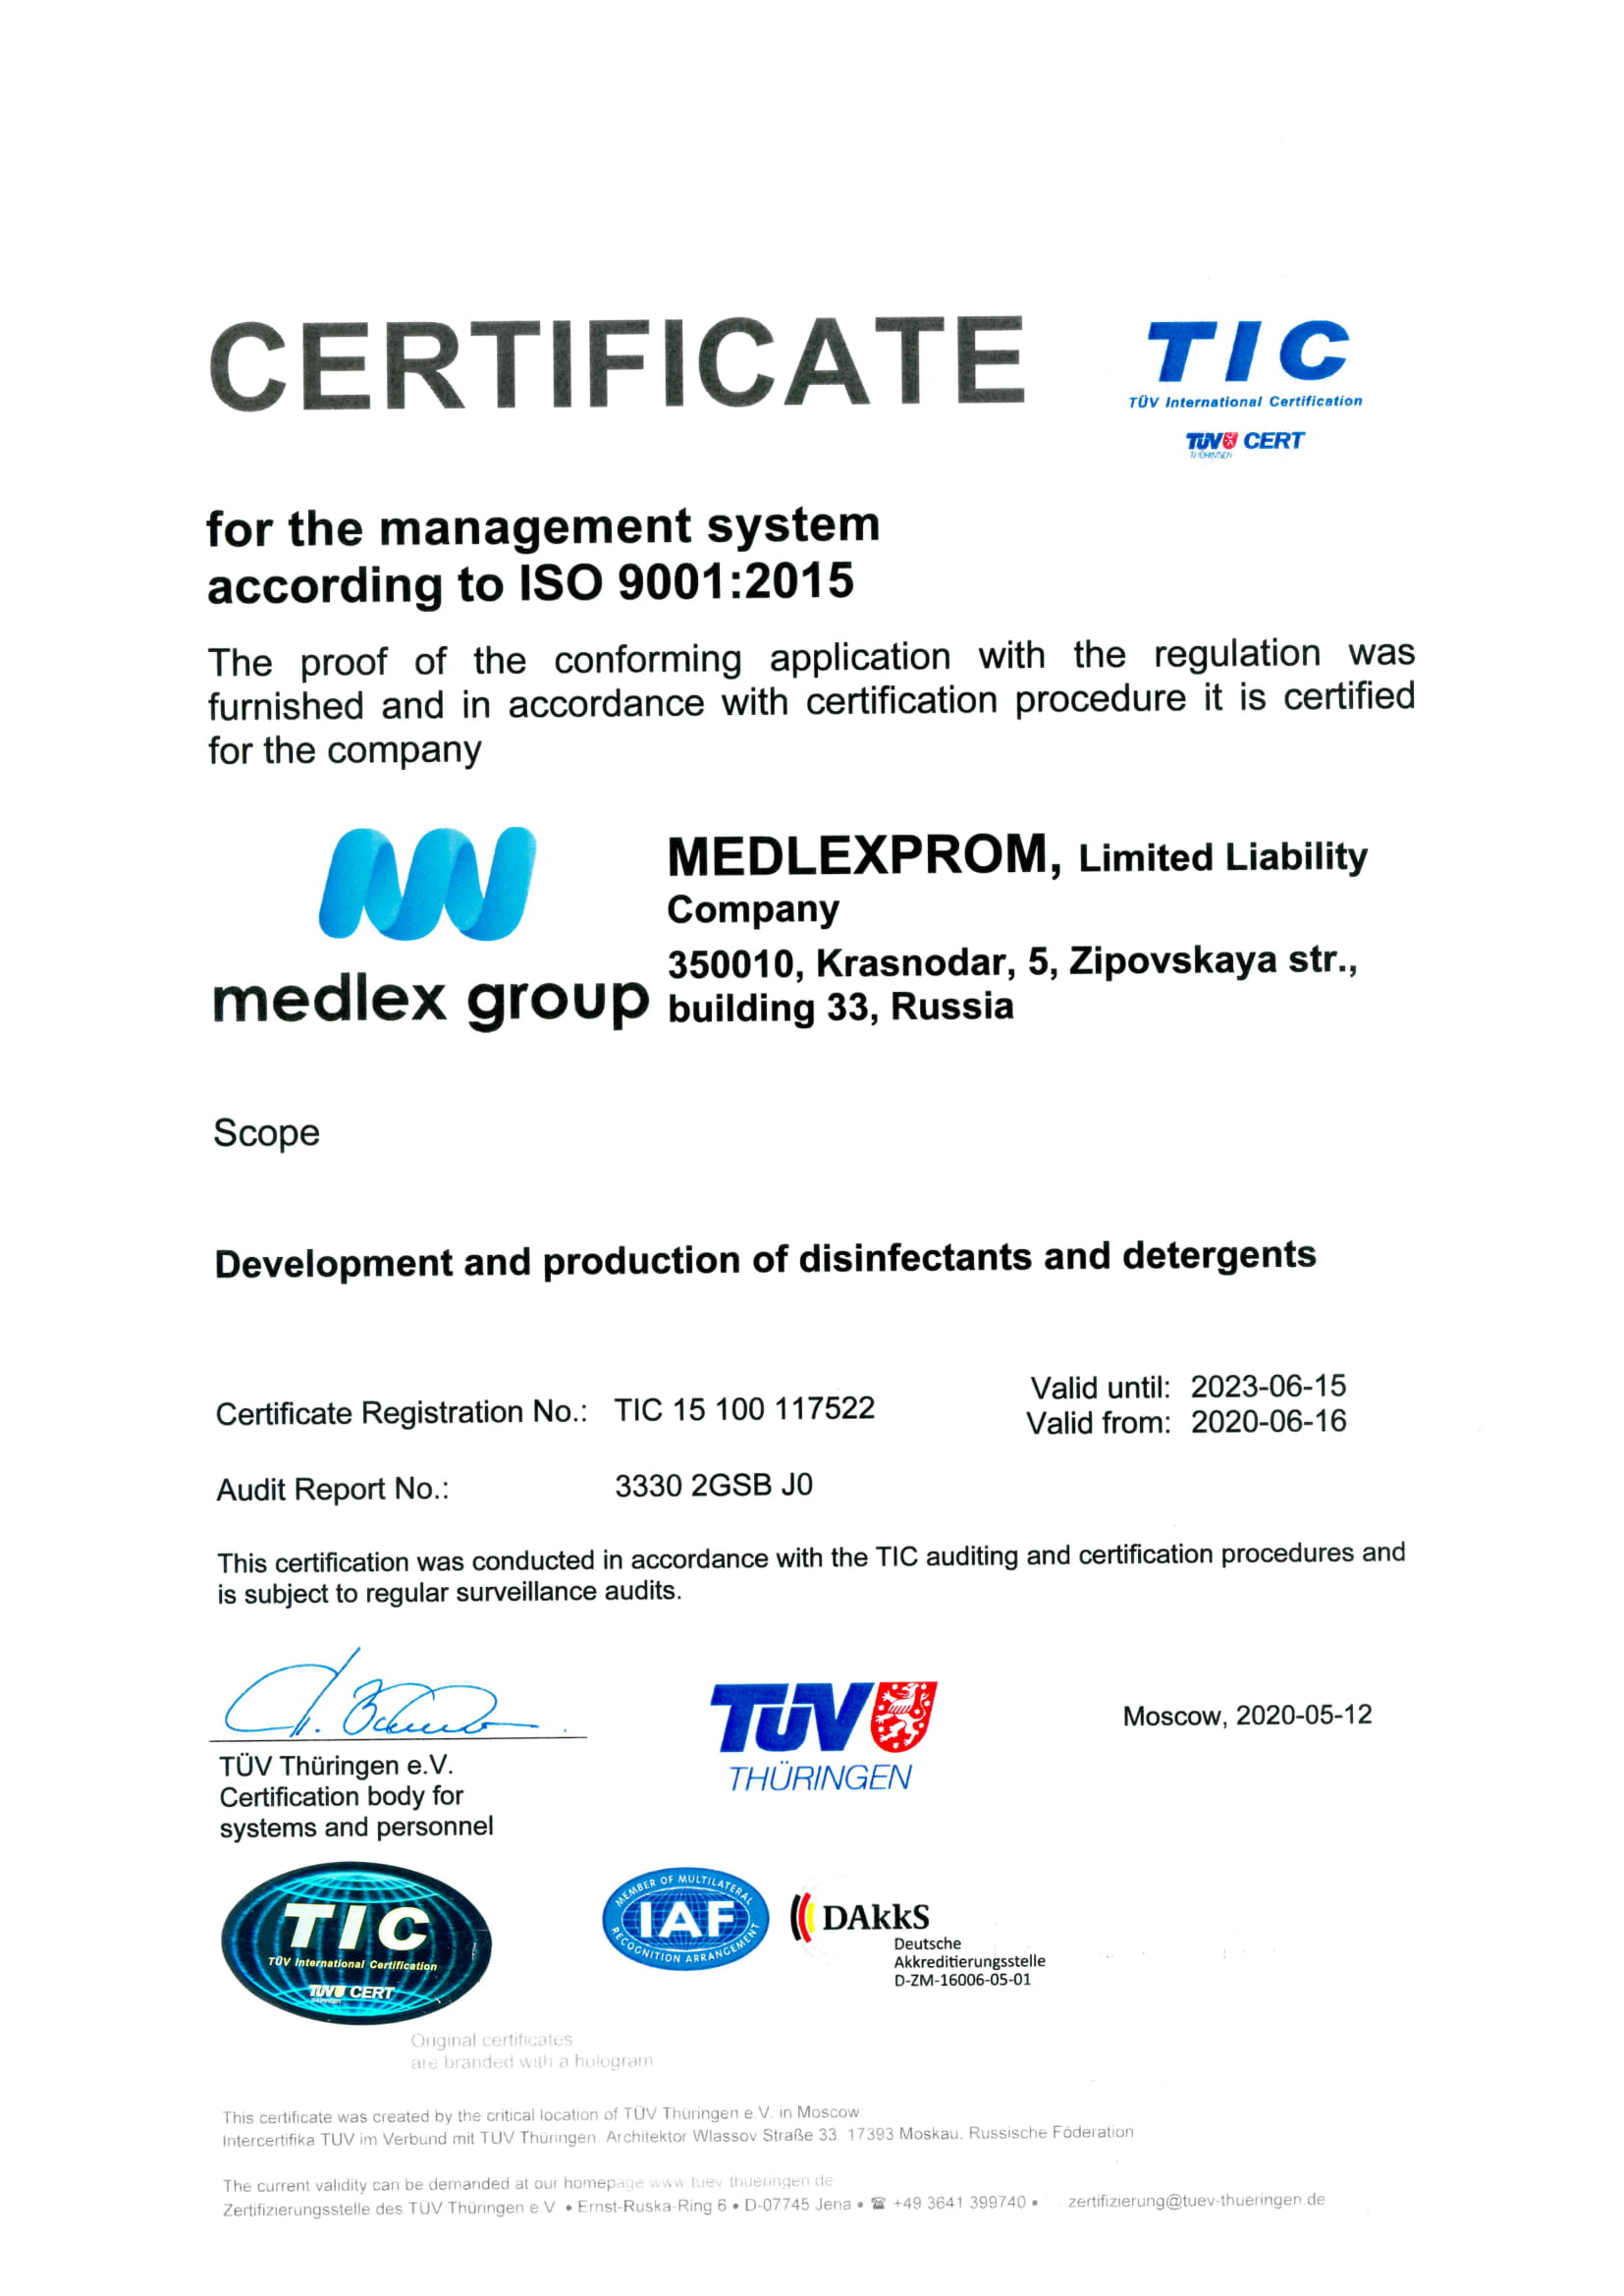 CERTIFICATE
TIC
TÜV International Certification
TÜV CERT
THÜRINGEN
for the management system
according to ISO 9001:2015
The proof of the conforming application with the regulation was
furnished and in accordance with certification procedure it is certified
for the company
medlex group
MEDLEXPROM, Limited Liability
Company
350010, Krasnodar, 5, Zipovskaya str.,
building 33, Russia
Scope
Development and production of disinfectants and detergents
Certificate Registration No.: TIC 15 100 117522
Valid until: 2023-06-15
Valid from: 2020-06-16
Audit Report No.: 3330 2GSB J0
This certification was conducted in accordance with the TIC auditing and certification procedures and
is subject to regular surveillance audits.
TÜV Thüringen e.V.
Certification body for
systems and personnel
TÜV
THÜRINGEN
Moscow, 2020-05-12
TIC
TÜV International Certification
TÜV CERT
MEMBER OF MULTILATERAL
IAF
RECOGNITION ARRANGEMENT
DAkkS
Deutsche
Akkreditierungsstelle
D-ZM-16006-05-01
Original certificates
are branded with a hologram
This certificate was created by the critical location of TÜV Thüringen e.V. in Moscow.
Intercertifika TÜV im Verbund mit TÜV Thüringen. Architektor Wlassov Straße 33. 17393 Moskau, Russische Föderation
The current validity can be demanded at our homepage www.tuev-thueringen.de
Zertifizierungsstelle des TÜV Thüringen e.V. • Ernst-Ruska-Ring 6 • D-07745 Jena • ☎ +49 3641 399740 • zertifizierung@tuev-thueringen.de